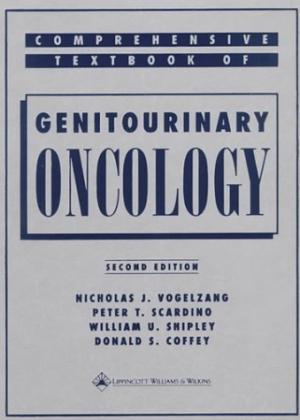 COMPREHENSIVE
TEXTBOOK OF
GENITOURINARY
ONCOLOGY
SECOND EDITION
NICHOLAS J. VOGELZANG
PETER T. SCARDINO
WILLIAM U. SHIPLEY
DONALD S. COFFEY
LIPPINCOTT WILLIAMS & WILKINS